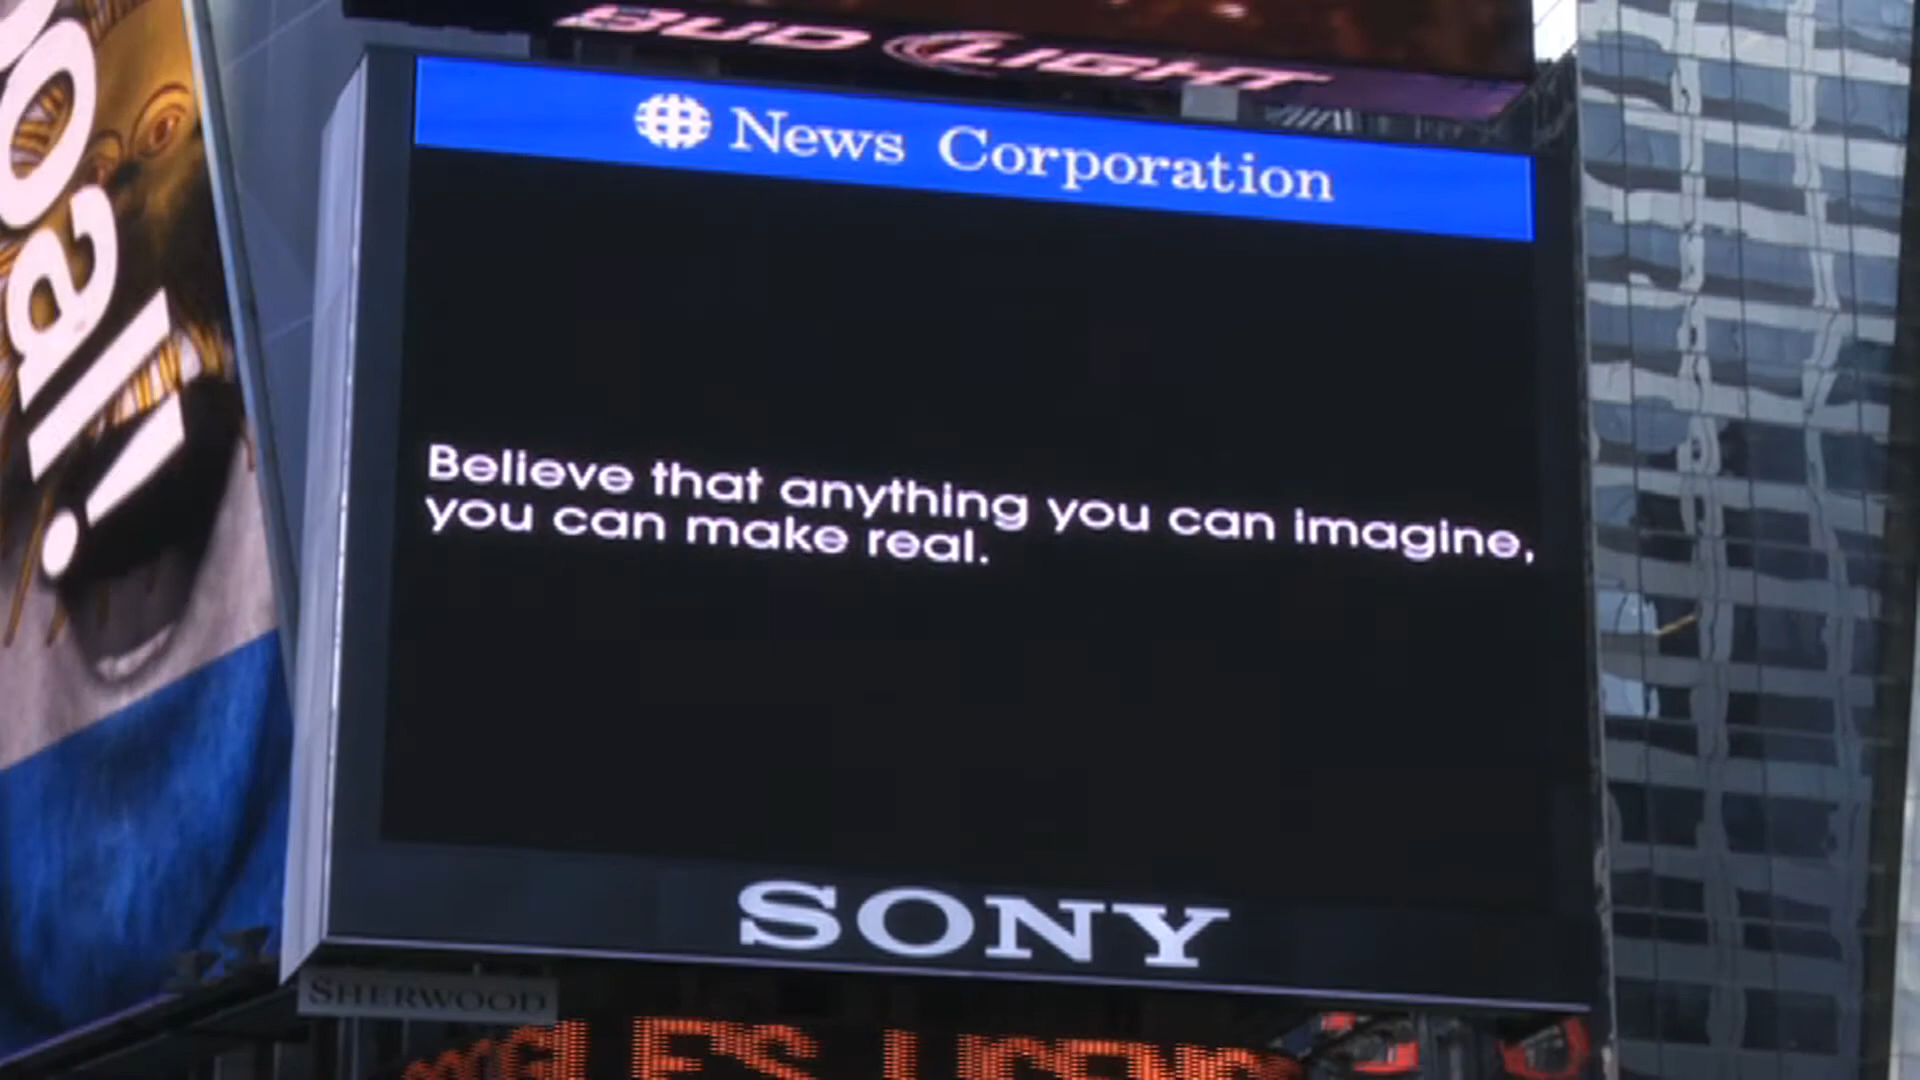 BUD LIGHT
News Corporation
Believe that anything you can imagine,
you can make real.
SONY
SHERWOOD